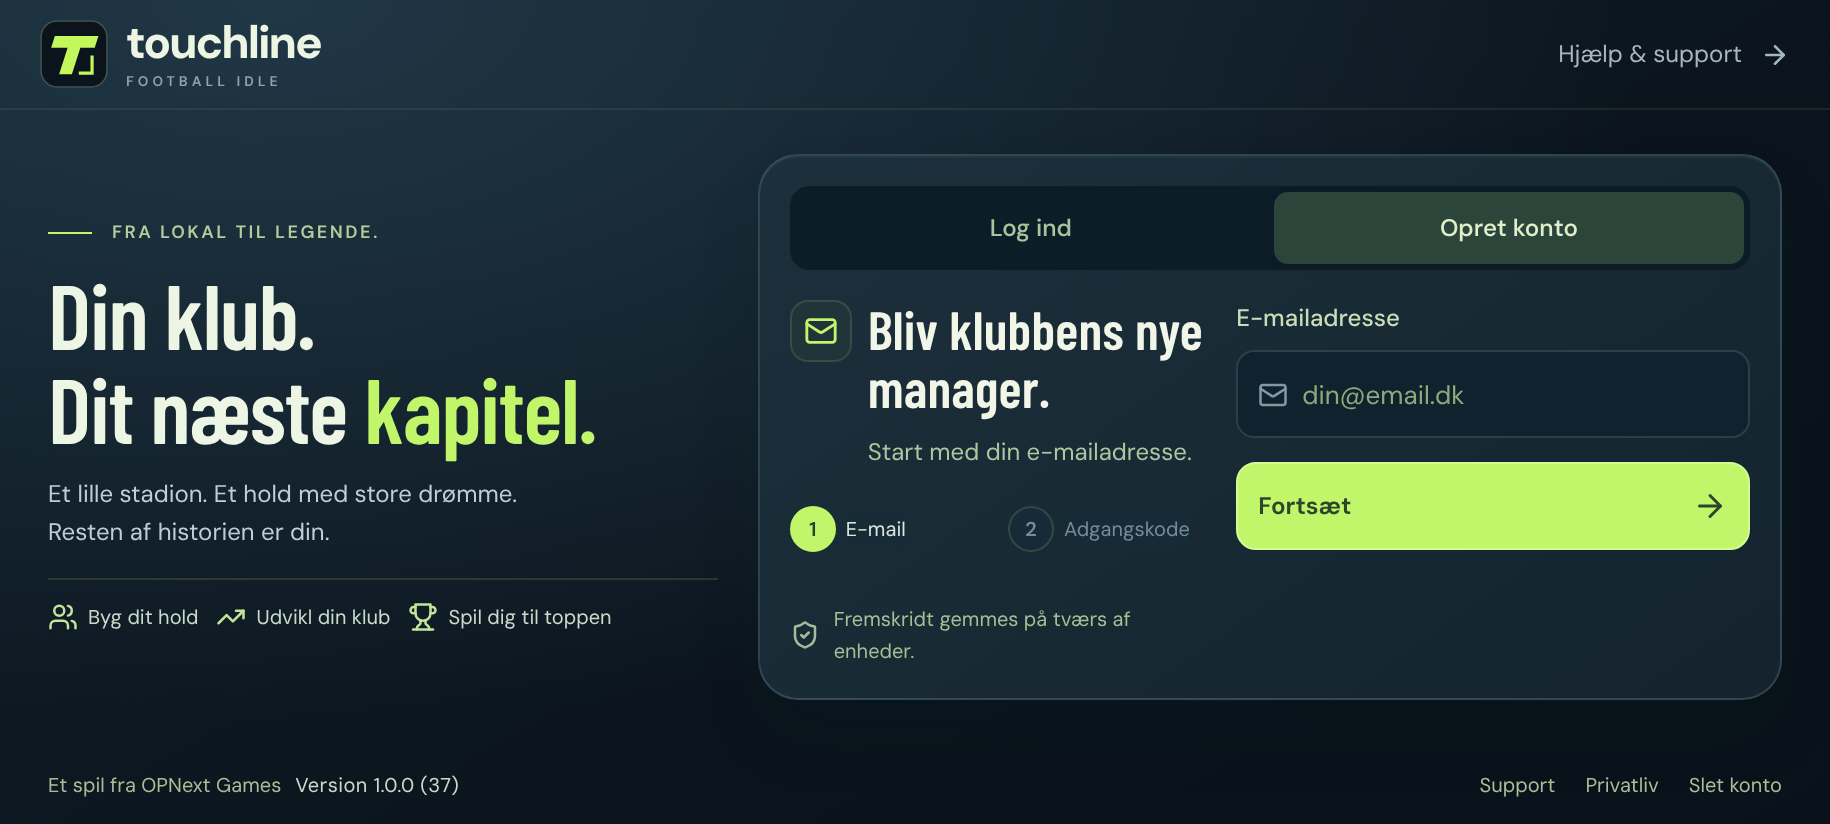 touchline
FOOTBALL IDLE
Hjælp & support
FRA LOKAL TIL LEGENDE.
Din klub.
Dit næste kapitel.
Et lille stadion. Et hold med store drømme.
Resten af historien er din.
Byg dit hold
Udvikl din klub
Spil dig til toppen
Log ind
Opret konto
Bliv klubbens nye
manager.
Start med din e-mailadresse.
1 E-mail
2 Adgangskode
Fremskridt gemmes på tværs af
enheder.
E-mailadresse
din@email.dk
Fortsæt
Et spil fra OPNext Games Version 1.0.0 (37)
Support
Privatliv
Slet konto